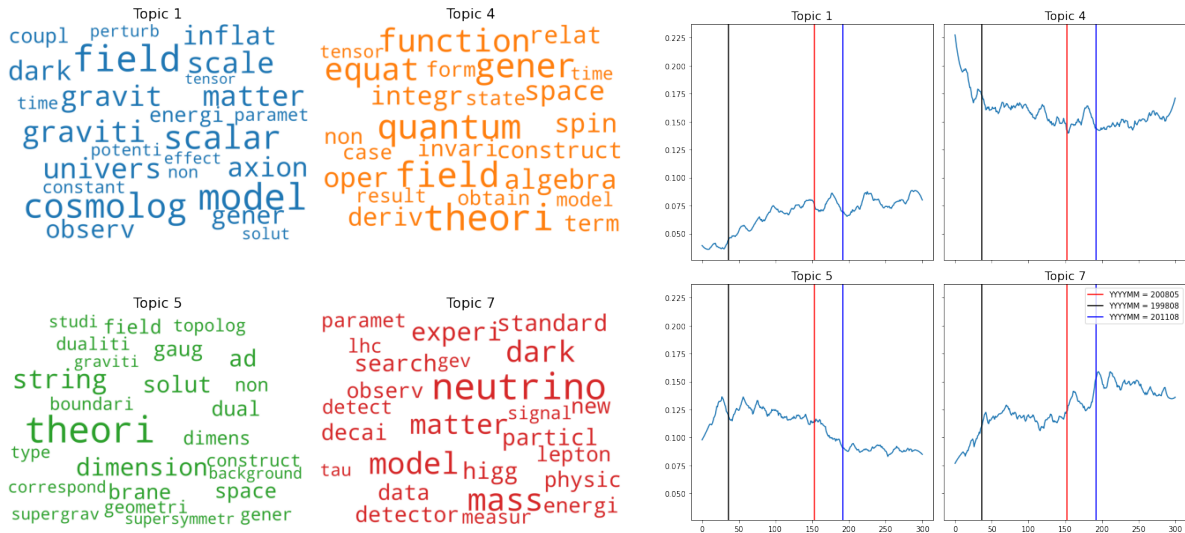 Topic 1
coupl perturb inflat
dark field scale
tensor
time gravit matter
energi paramet
graviti scalar
potenti effect
univers non axion
constant
cosmolog model
gener
observ solut
Topic 4
function relat
tensor
equat form gener time
integr state space
quantum spin
non
case invari construct
oper field algebra
result obtain model
deriv theori term
Topic 5
studi field topolog
dualiti gaug ad
graviti
string solut non
boundari dual
theori dimens
type
dimension construct
background
correspond brane space
geometri
supergrav supersymmetr gener
Topic 7
paramet experi standard
lhc dark
search gev
observ neutrino
detect signal new
decai matter particl
lepton
tau model higg physic
data mass energi
detector measur
Topic 1
0.225
0.200
0.175
0.150
0.125
0.100
0.075
0.050
Topic 4
Topic 5
0.225
0.200
0.175
0.150
0.125
0.100
0.075
0.050
0 50 100 150 200 250 300
Topic 7
YYYYMM = 200805
YYYYMM = 199808
YYYYMM = 201108
0 50 100 150 200 250 300